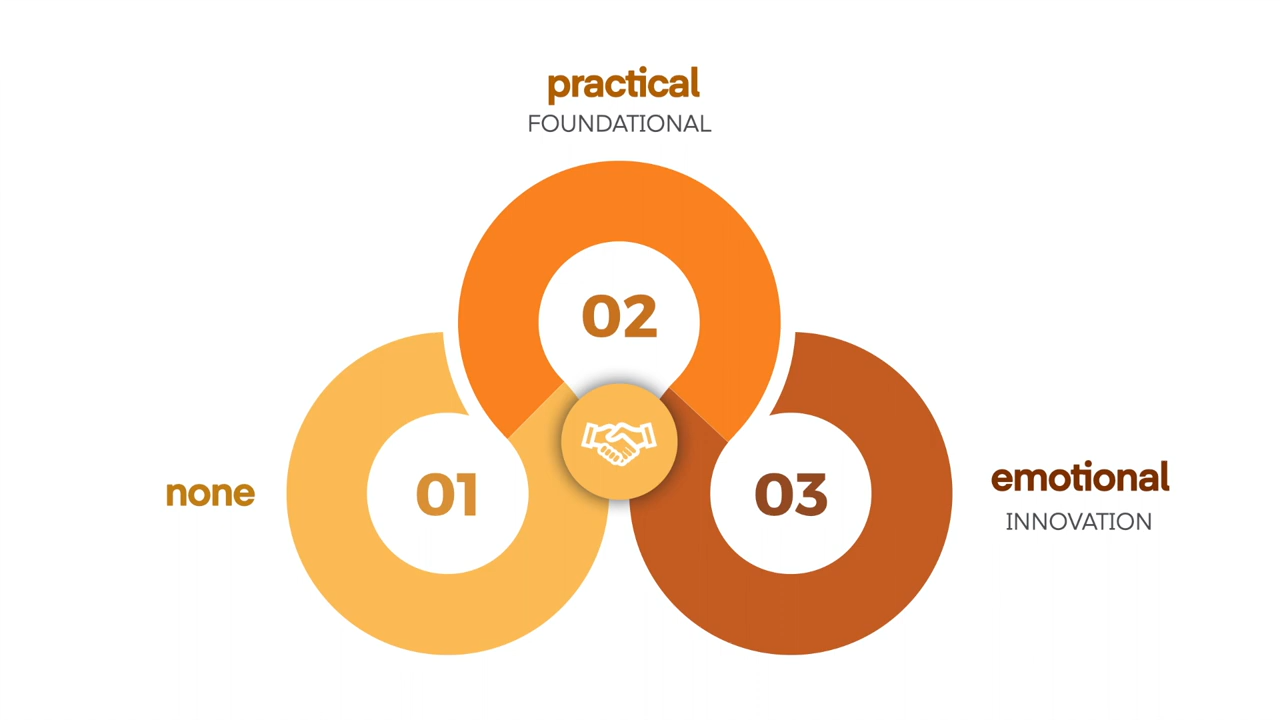 practical
FOUNDATIONAL
02
none
01
03
emotional
INNOVATION